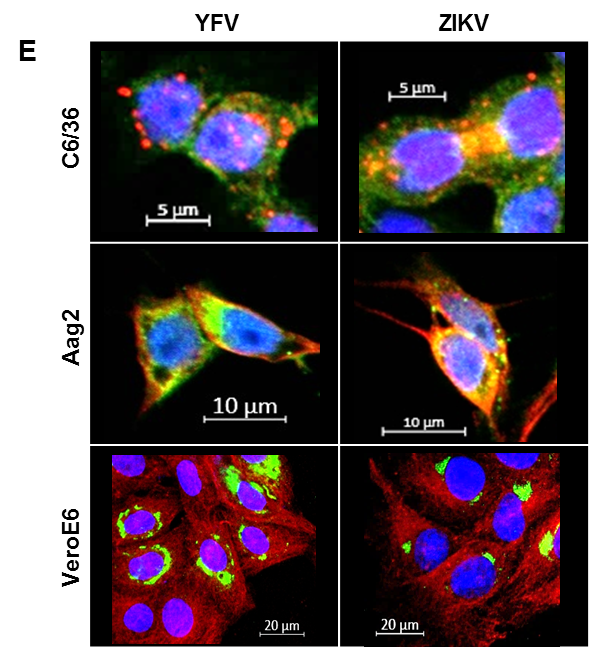 YFV ZIKV
E
C6/36
5 µm
5 µm
Aag2
10 µm
10 µm
VeroE6
20 µm
20 µm